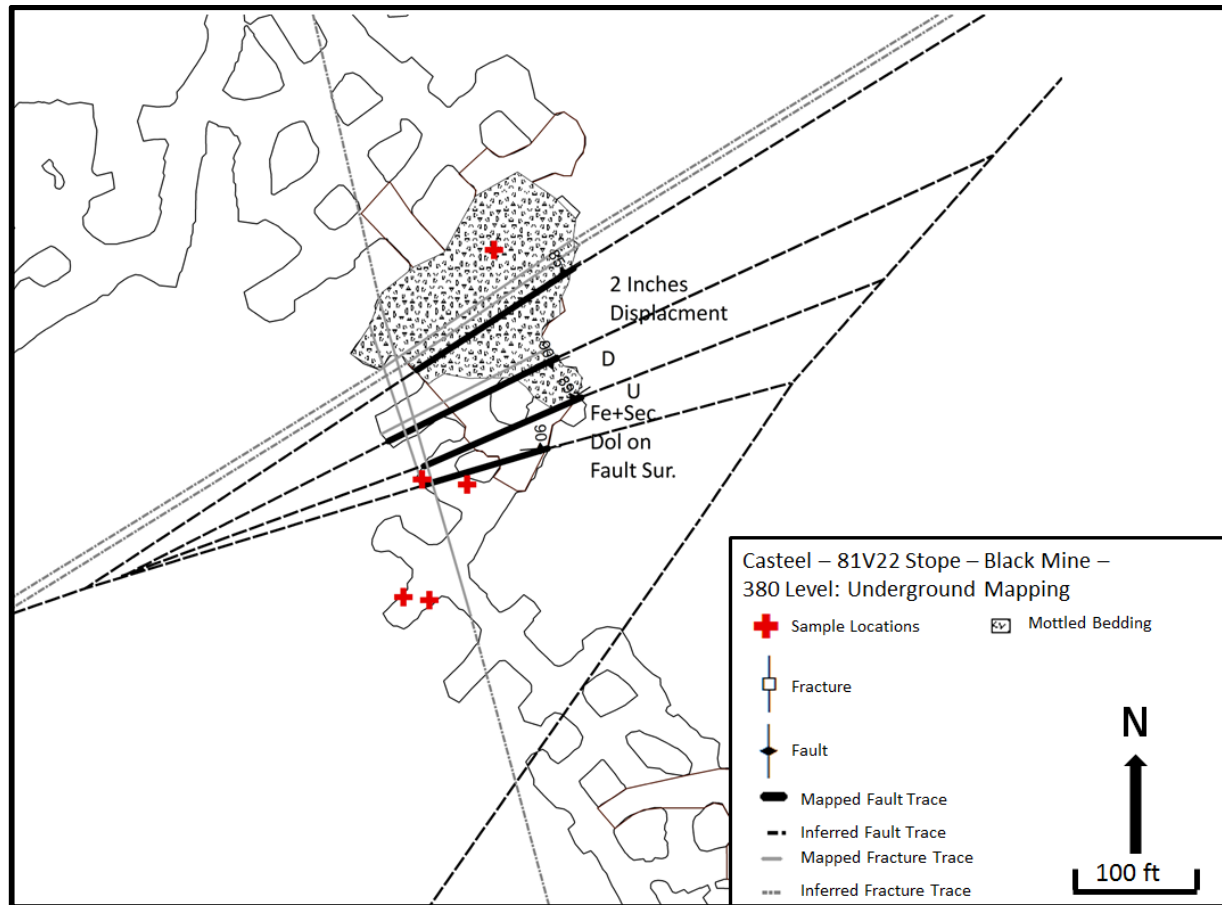 2 Inches
Displacment
D
U
Fe+Sec
Dol on
Fault Sur.
90
Casteel – 81V22 Stope – Black Mine –
380 Level: Underground Mapping
Sample Locations
Mottled Bedding
Fracture
Fault
Mapped Fault Trace
Inferred Fault Trace
Mapped Fracture Trace
Inferred Fracture Trace
N
100 ft